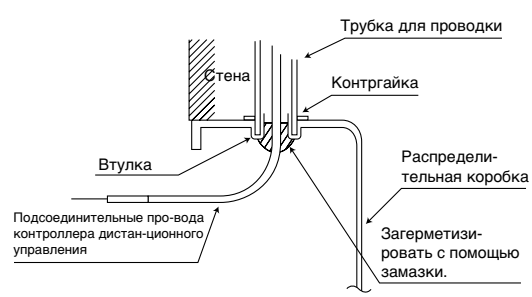 Трубка для проводки
Стена
Контргайка
Втулка
Распредели-
тельная коробка
Подсоединительные про-вода
контроллера дистан-ционного
управления
Загерметизи-
ровать с помощью
замазки.